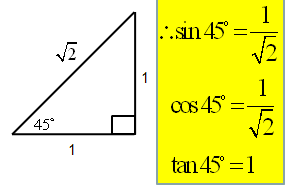 √2
1
45°
1
∴sin 45° = 1/√2
cos 45° = 1/√2
tan 45° = 1